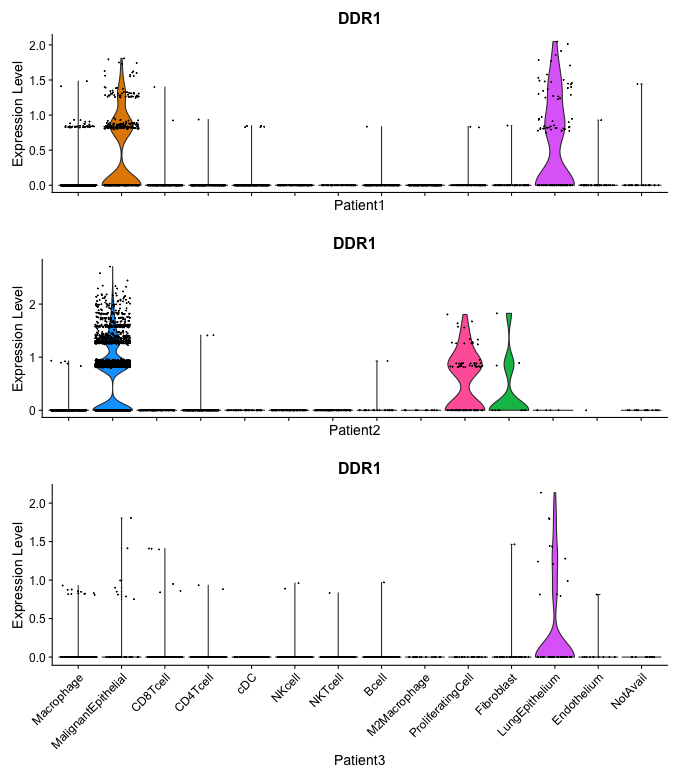 DDR1
Expression Level
2.0
1.5
1.0
0.5
0.0
Patient1
DDR1
Expression Level
2
1
0
Patient2
DDR1
Expression Level
2.0
1.5
1.0
0.5
0.0
Macrophage
MalignantEpithelial
CD8Tcell
CD4Tcell
cDC
NKcell
NKTcell
Bcell
M2Macrophage
ProliferatingCell
Fibroblast
LungEpithelium
Endothelium
NotAvail
Patient3